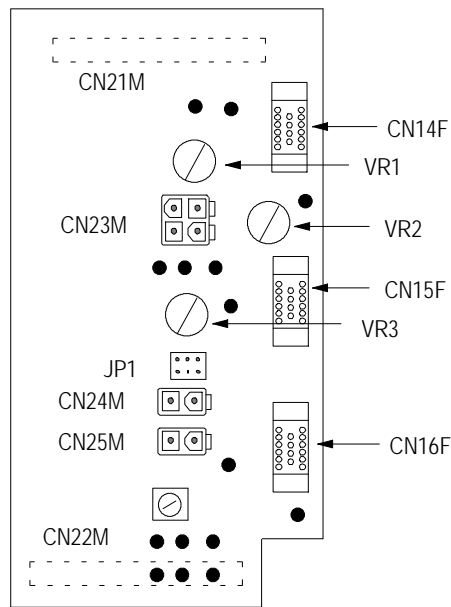 CN21M
CN14F
VR1
CN23M
VR2
CN15F
VR3
JP1
CN24M
CN25M
CN16F
CN22M